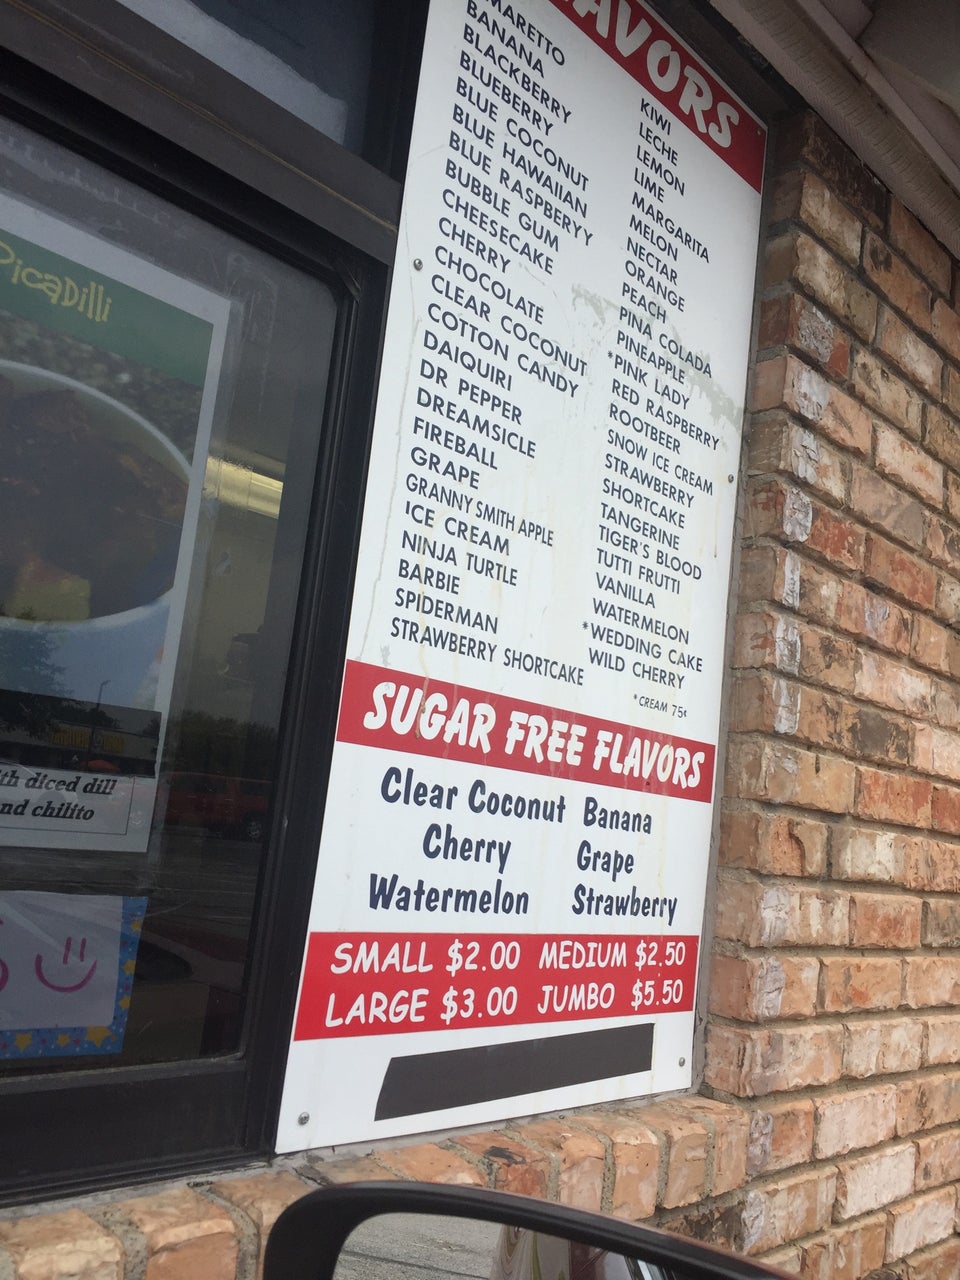 AVORS
MARETTO
BANANA
BLACKBERRY
BLUEBERRY
BLUE COCONUT
BLUE HAWAIIAN
BLUE RASPBERYY
BUBBLE GUM
CHEESECAKE
CHERRY
CHOCOLATE
CLEAR COCONUT
COTTON CANDY
DAIQUIRI
DR PEPPER
DREAMSICLE
FIREBALL
GRAPE
GRANNY SMITH APPLE
ICE CREAM
NINJA TURTLE
BARBIE
SPIDERMAN
STRAWBERRY SHORTCAKE
KIWI
LECHE
LEMON
LIME
MARGARITA
MELON
NECTAR
ORANGE
PEACH
PINA COLADA
PINEAPPLE
*PINK LADY
RED RASPBERRY
ROOTBEER
SNOW ICE CREAM
STRAWBERRY
SHORTCAKE
TANGERINE
TIGER'S BLOOD
TUTTI FRUTTI
VANILLA
WATERMELON
*WEDDING CAKE
WILD CHERRY
*CREAM 75¢
SUGAR FREE FLAVORS
Clear Coconut Banana
Cherry Grape
Watermelon Strawberry
SMALL $2.00 MEDIUM $2.50
LARGE $3.00 JUMBO $5.50
Picadilli
th diced dill
nd chilito